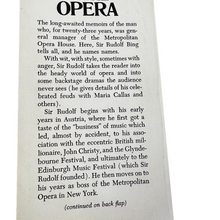 OPERA
The long-awaited memoirs of the man
who, for twenty-three years, was gen-
eral manager of the Metropolitan
Opera House. Here, Sir Rudolf Bing
tells all, and he names names.
With wit, with style, sometimes with
anger, Sir Rudolf takes the reader into
the heady world of opera and into
some backstage dramas the audience
never sees (he gives details of his cele-
brated feuds with Maria Callas and
others).
Sir Rudolf begins with his early
years in Austria, where he first got a
taste of the "business" of music which
led, almost by accident, to his asso-
ciation with the eccentric British mil-
lionaire, John Christy, and the Glynde-
bourne Festival, and ultimately to the
Edinburgh Music Festival (which Sir
Rudolf founded). He then moves on to
his years as boss of the Metropolitan
Opera in New York.
(continued on back flap)